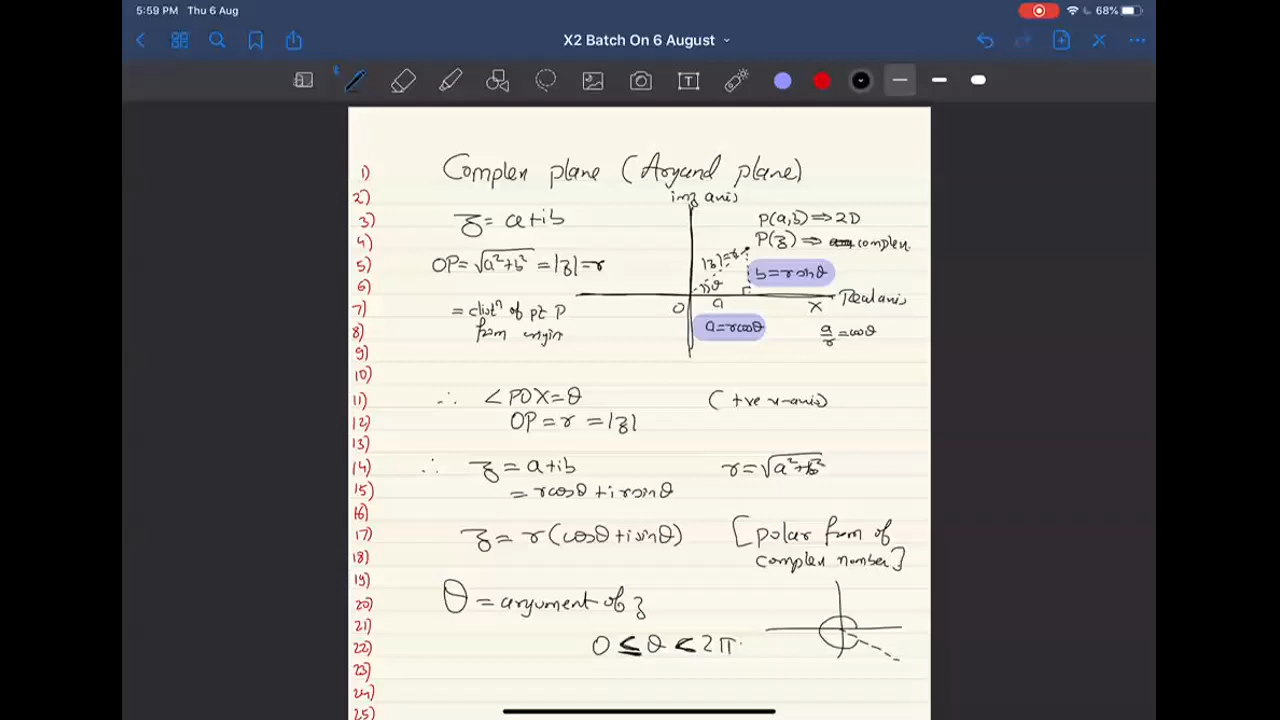 5:59 PM Thu 6 Aug
68%
X2 Batch On 6 August
T
1)
Complex plane (Argand plane)
2)
img axis
3)
z = a+ib
P(a,b) ⇒ 2D
4)
P(z) ⇒ complex
5)
OP = √a²+b² = |z| = r
|z|=r
b = r sinθ
6)
θ
7)
= distⁿ of pt P
O
a
X
Real axis
8)
from origin
a = r cosθ
a/r = cosθ
9)
10)
11)
∴ ∠POX = θ
(+ve x-axis)
12)
OP = r = |z|
13)
14)
∴ z = a+ib
r = √a²+b²
15)
= r cosθ + i r sinθ
16)
17)
z = r(cosθ + i sinθ)
[polar form of
18)
complex number]
19)
20)
θ = argument of z
21)
22)
0 ≤ θ < 2π
23)
24)
25)